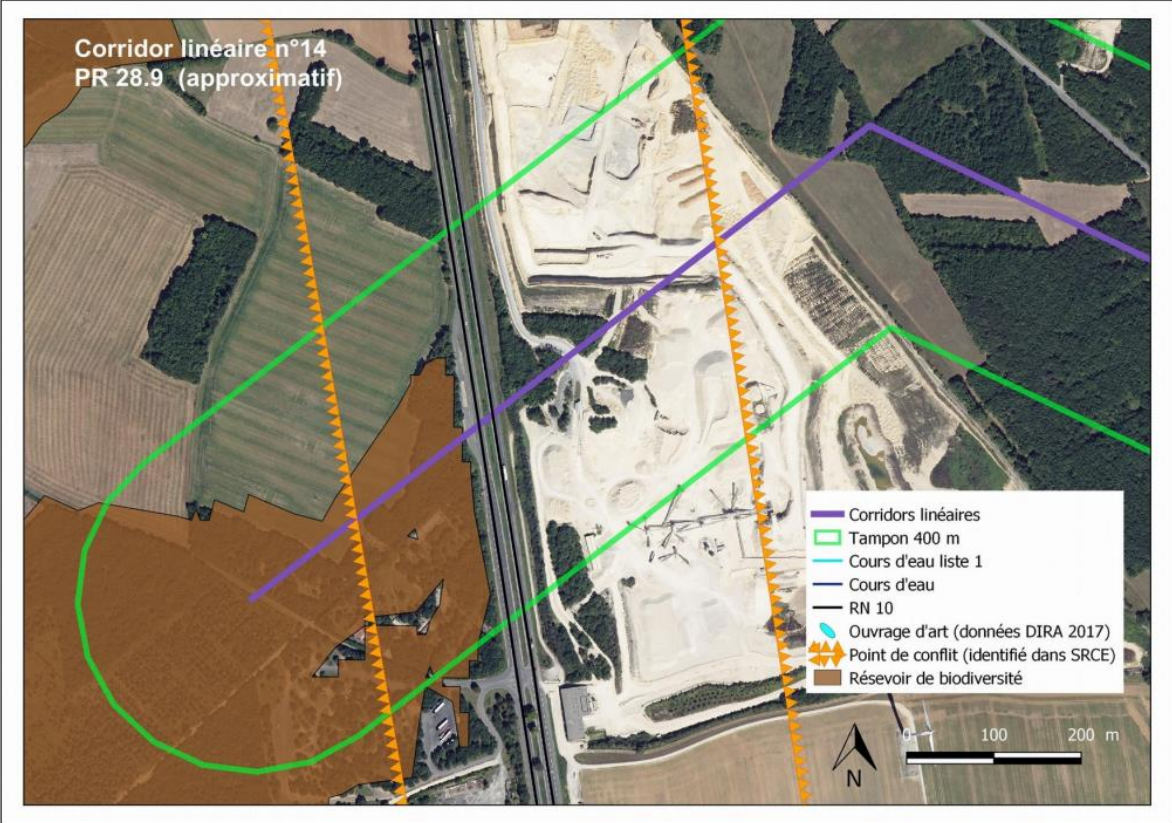 Corridor linéaire n°14
PR 28.9 (approximatif)
Corridors linéaires
Tampon 400 m
Cours d'eau liste 1
Cours d'eau
RN 10
Ouvrage d'art (données DIRA 2017)
Point de conflit (identifié dans SRCE)
Résevoir de biodiversité
0 100 200 m
N